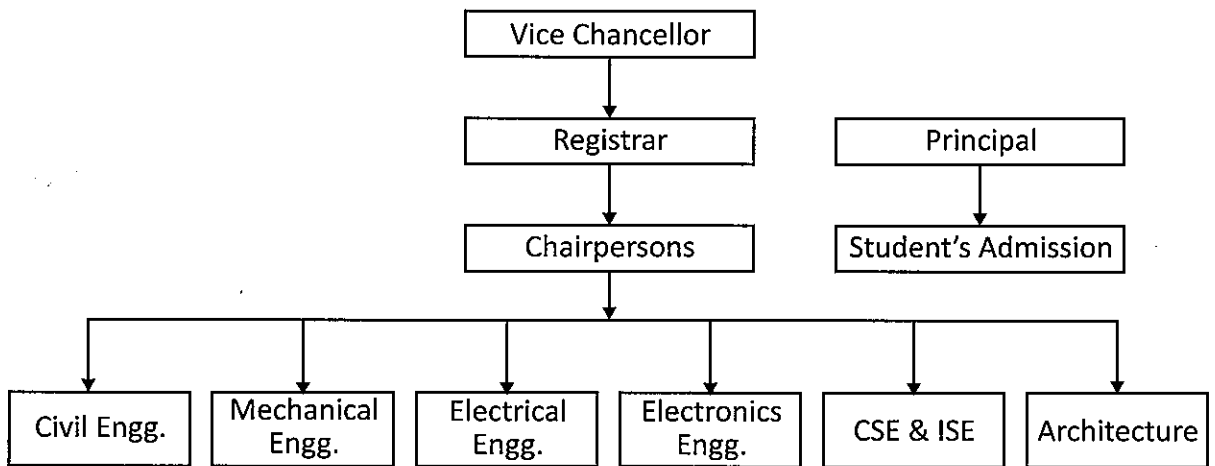 Vice Chancellor
Registrar
Principal
Chairpersons
Student's Admission
Civil Engg.
Mechanical
Engg.
Electrical
Engg.
Electronics
Engg.
CSE & ISE
Architecture